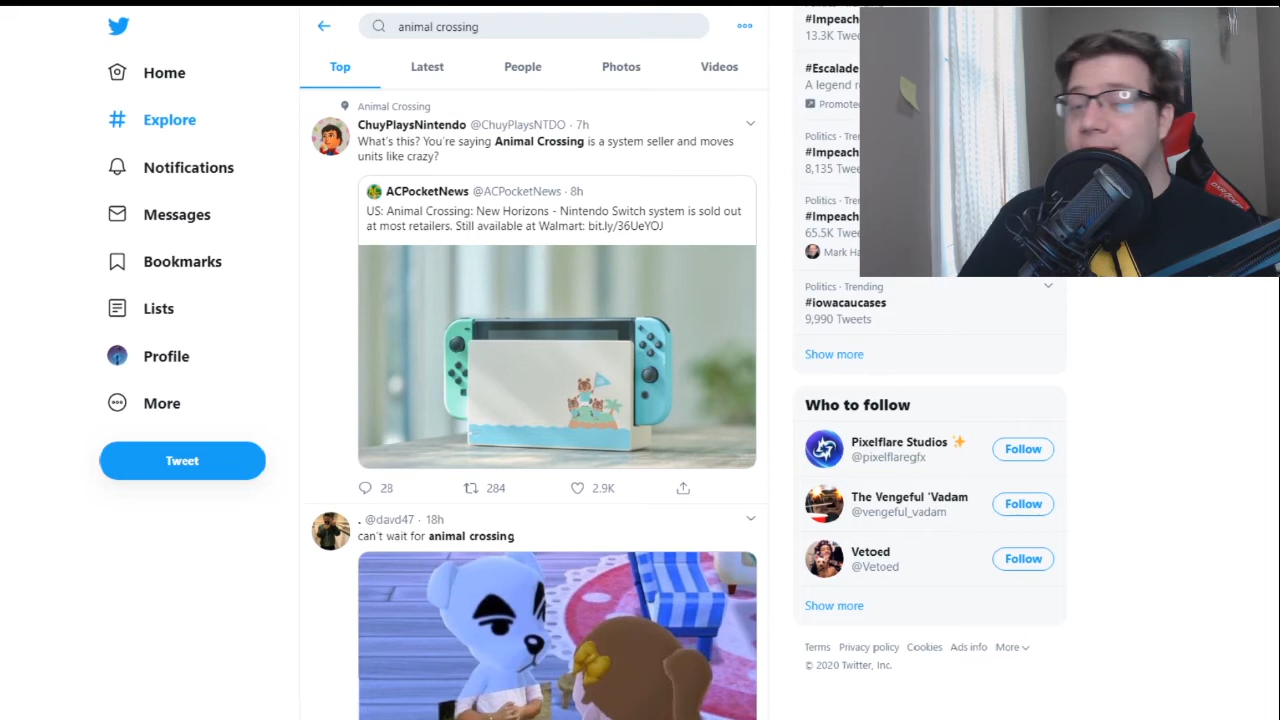 animal crossing
Home
Explore
Notifications
Messages
Bookmarks
Lists
Profile
More
Tweet
Top
Latest
People
Photos
Videos
Animal Crossing
ChuyPlaysNintendo @ChuyPlaysNTDO · 7h
What's this? You're saying Animal Crossing is a system seller and moves
units like crazy?
ACPocketNews @ACPocketNews · 8h
US: Animal Crossing: New Horizons - Nintendo Switch system is sold out
at most retailers. Still available at Walmart: bit.ly/36UeYOJ
28
284
2.9K
. @davd47 · 18h
can't wait for animal crossing
#Impeach
13.3K Twee
#Escalade
A legend r
Promote
Politics · Tren
#Impeach
8,135 Twee
Politics · Tren
#Impeach
65.5K Twee
Mark Ha
Politics · Trending
#iowacaucases
9,990 Tweets
Show more
Who to follow
Pixelflare Studios ✨
@pixelflaregfx
Follow
The Vengeful 'Vadam
@vengeful_vadam
Follow
Vetoed
@Vetoed
Follow
Show more
Terms Privacy policy Cookies Ads info More
© 2020 Twitter, Inc.